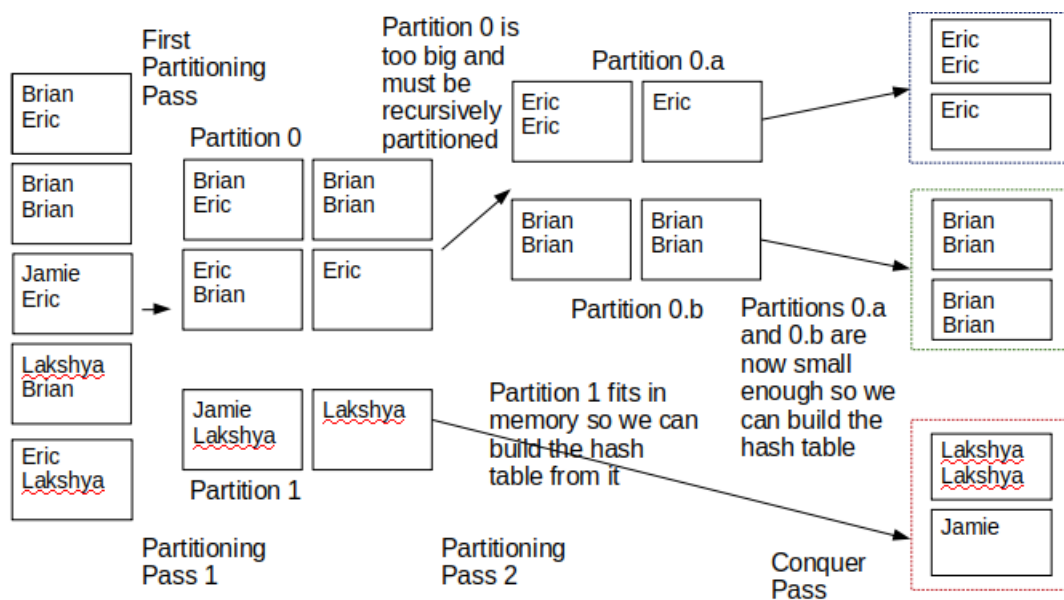 Brian
Eric
Brian
Brian
Jamie
Eric
Lakshya
Brian
Eric
Lakshya
First
Partitioning
Pass
Partition 0
Brian
Eric
Brian
Brian
Eric
Brian
Eric
Jamie
Lakshya
Lakshya
Partition 1
Partitioning
Pass 1
Partition 0 is
too big and
must be
recursively
partitioned
Partition 0.a
Eric
Eric
Eric
Brian
Brian
Brian
Brian
Partition 0.b
Partition 1 fits in
memory so we can
build the hash
table from it
Partitioning
Pass 2
Partitions 0.a
and 0.b are
now small
enough so we
can build the
hash table
Eric
Eric
Eric
Brian
Brian
Brian
Brian
Lakshya
Lakshya
Jamie
Conquer
Pass